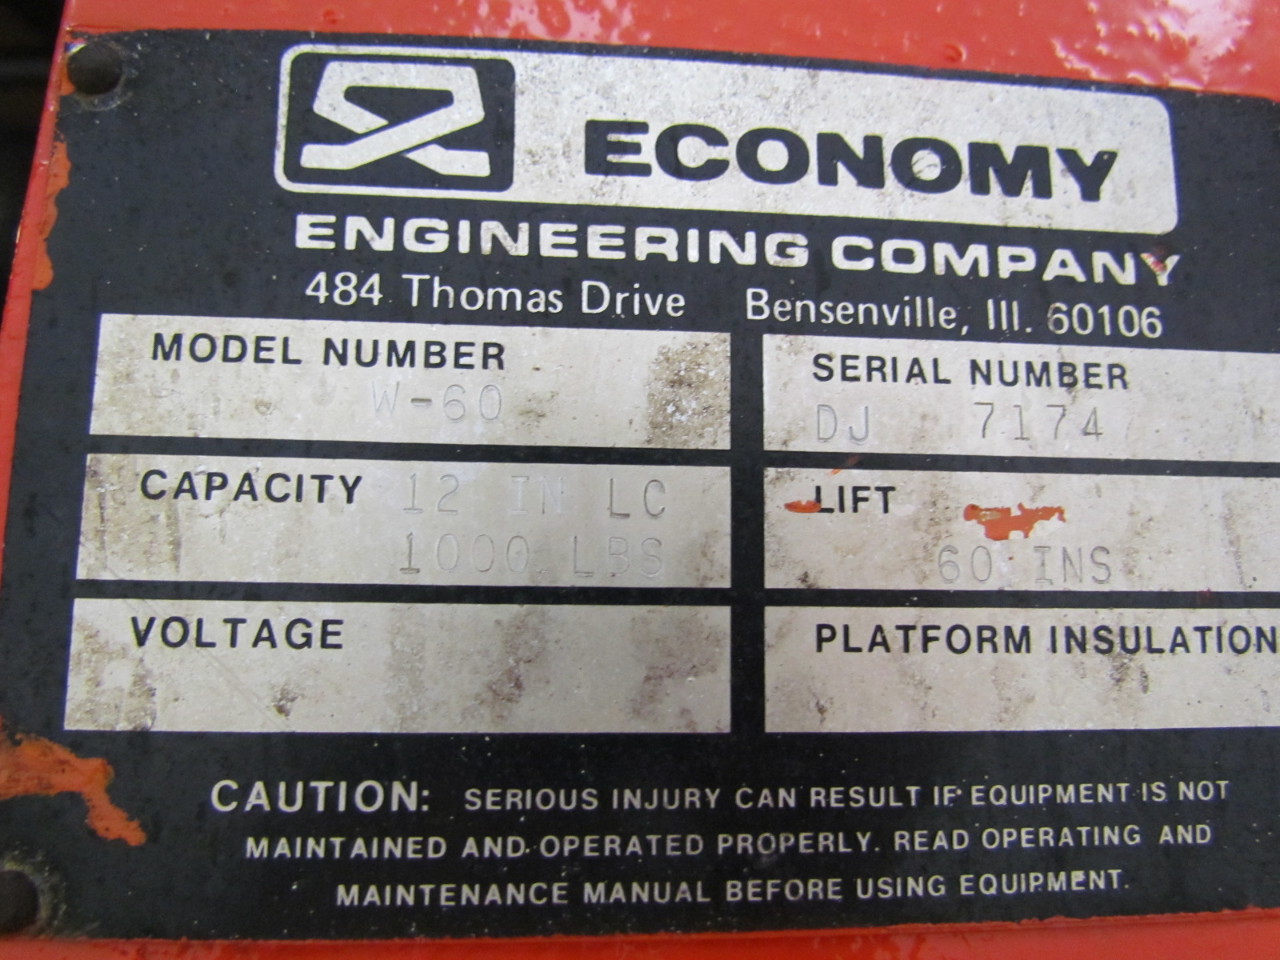 ECONOMY
ENGINEERING COMPANY
484 Thomas Drive Bensenville, Ill. 60106
MODEL NUMBER
W-60
SERIAL NUMBER
DJ 7174
CAPACITY 12 IN LC
1000 LBS
LIFT
60 INS
VOLTAGE
PLATFORM INSULATION
CAUTION: SERIOUS INJURY CAN RESULT IF EQUIPMENT IS NOT
MAINTAINED AND OPERATED PROPERLY. READ OPERATING AND
MAINTENANCE MANUAL BEFORE USING EQUIPMENT.